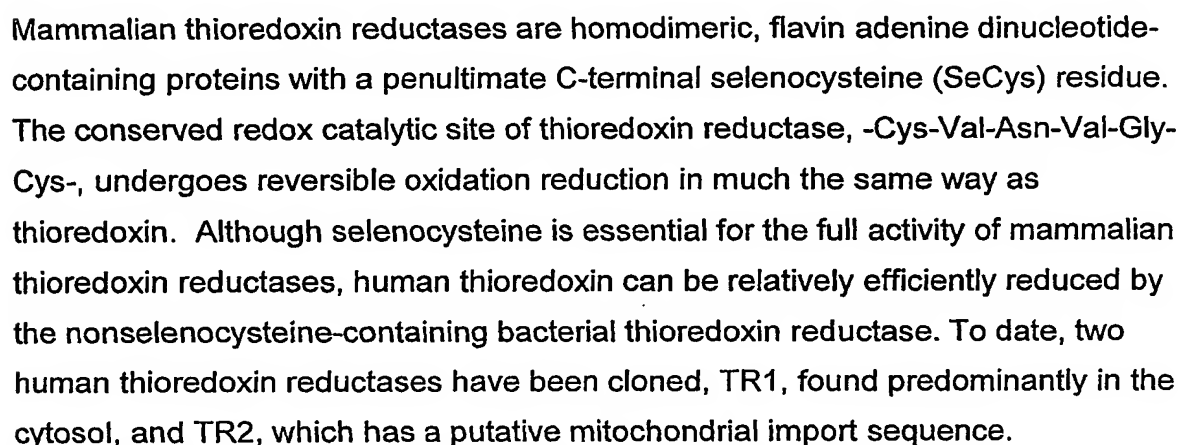 Mammalian thioredoxin reductases are homodimeric, flavin adenine dinucleotide-
containing proteins with a penultimate C-terminal selenocysteine (SeCys) residue.
The conserved redox catalytic site of thioredoxin reductase, -Cys-Val-Asn-Val-Gly-
Cys-, undergoes reversible oxidation reduction in much the same way as
thioredoxin. Although selenocysteine is essential for the full activity of mammalian
thioredoxin reductases, human thioredoxin can be relatively efficiently reduced by
the nonselenocysteine-containing bacterial thioredoxin reductase. To date, two
human thioredoxin reductases have been cloned, TR1, found predominantly in the
cytosol, and TR2, which has a putative mitochondrial import sequence.